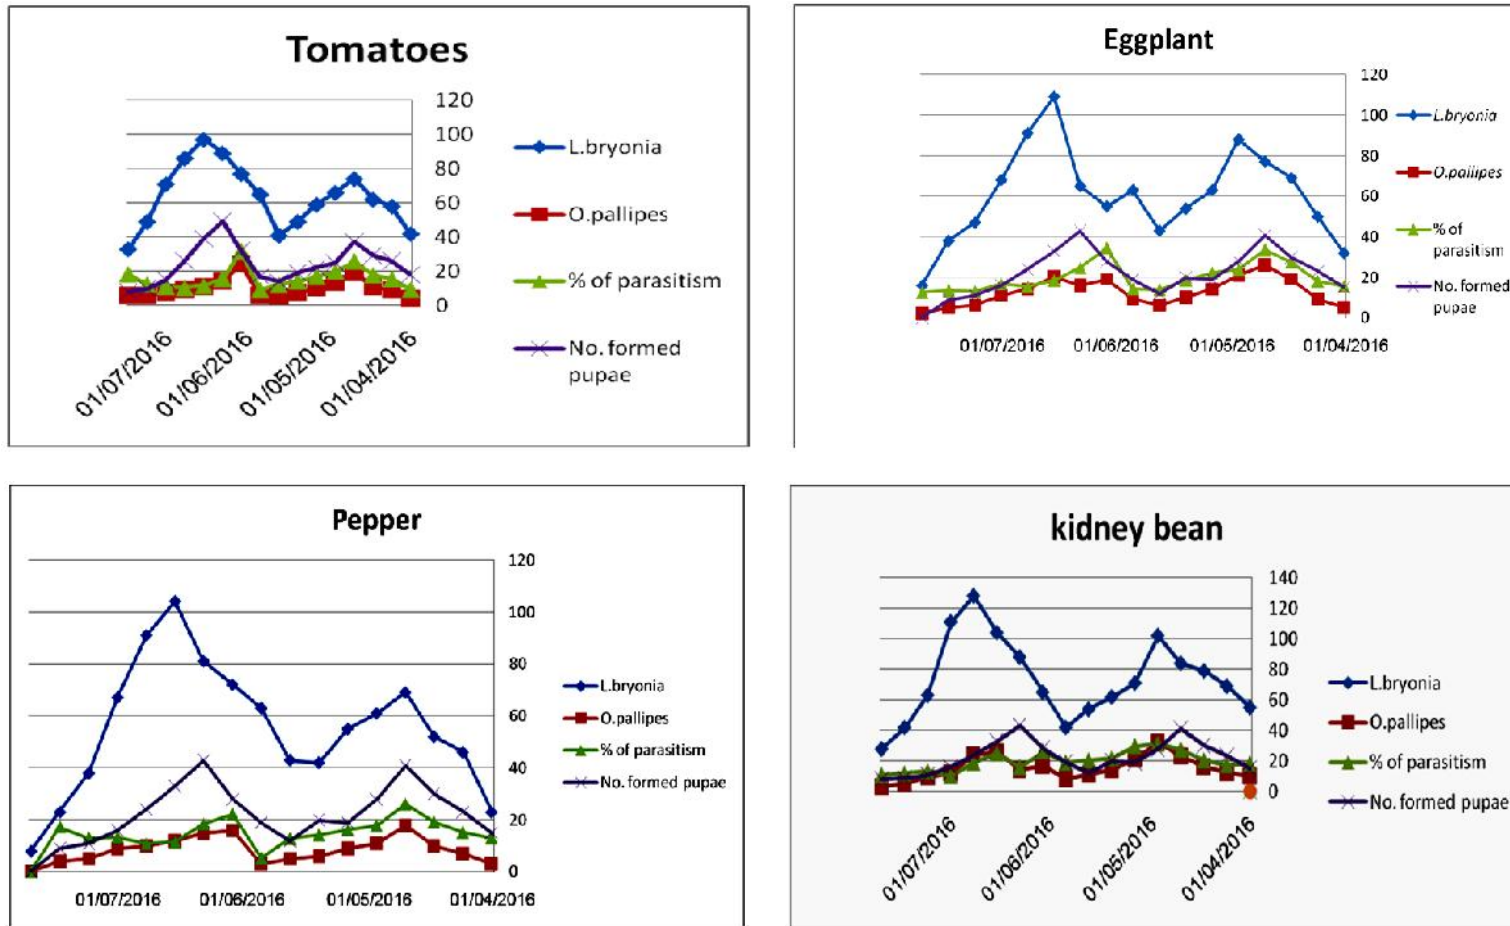 Tomatoes
120
100
80
60
40
20
0
01/07/2016
01/06/2016
01/05/2016
01/04/2016
L.bryonia
O.pallipes
% of parasitism
No. formed
pupae
Eggplant
120
100
80
60
40
20
0
01/07/2016
01/06/2016
01/05/2016
01/04/2016
L.bryonia
O.pallipes
% of
parasitism
No. formed
pupae
Pepper
120
100
80
60
40
20
0
01/07/2016
01/06/2016
01/05/2016
01/04/2016
L.bryonia
O.pallipes
% of parasitism
No. formed pupae
kidney bean
140
120
100
80
60
40
20
0
01/07/2016
01/06/2016
01/05/2016
01/04/2016
L.bryonia
O.pallipes
% of parasitism
No. formed pupae